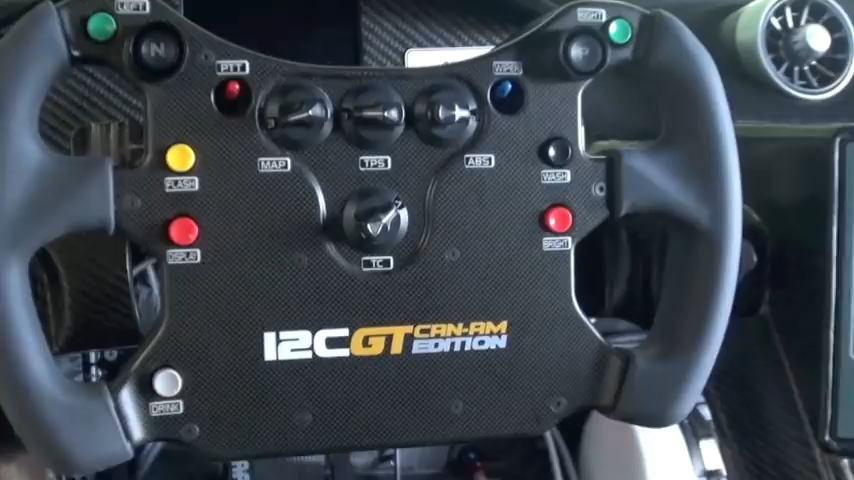 LEFT
RIGHT
N
P
PTT
WIPER
MAP
TPS
ABS
FLASH
WASH
DISPLAY
BRIGHT
TC
12C GT CAN-AM
EDITION
DRINK